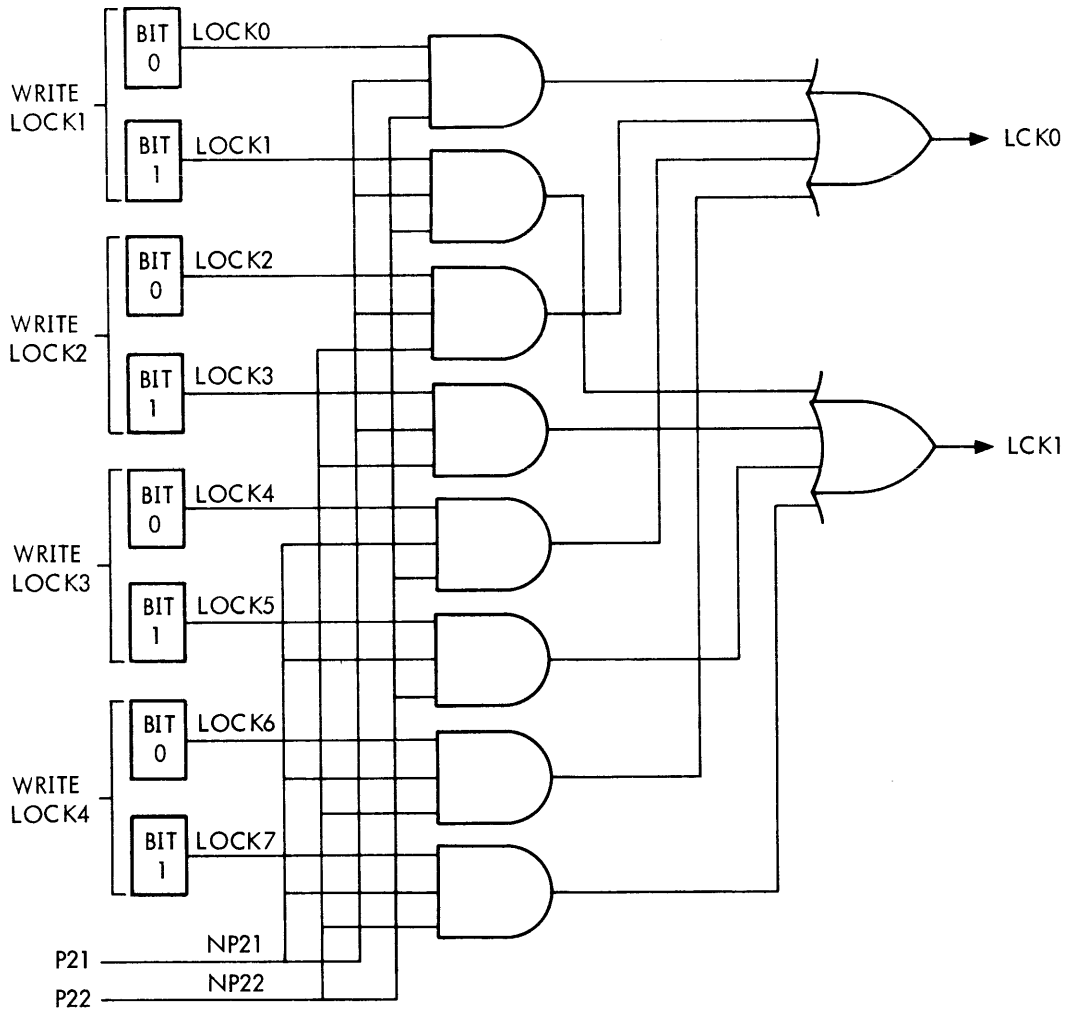 BIT
0
LOCK0
WRITE
LOCK1
BIT
1
LOCK1
BIT
0
LOCK2
WRITE
LOCK2
BIT
1
LOCK3
BIT
0
LOCK4
WRITE
LOCK3
BIT
1
LOCK5
BIT
0
LOCK6
WRITE
LOCK4
BIT
1
LOCK7
P21
NP21
P22
NP22
LCK0
LCK1